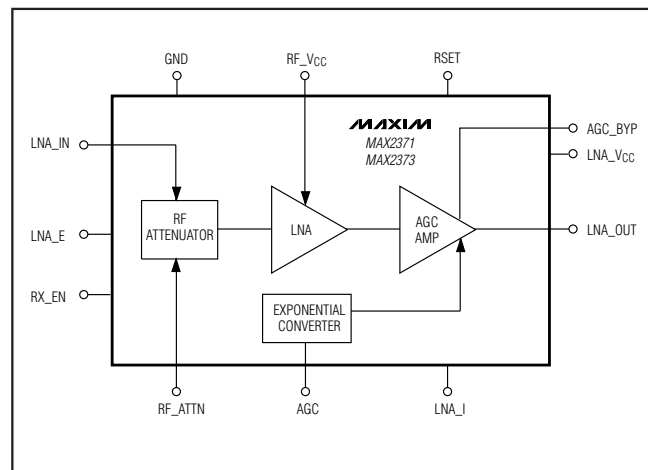 GND
RF_VCC
RSET
MAXIM
MAX2371
MAX2373
AGC_BYP
LNA_IN
LNA_VCC
RF
ATTENUATOR
LNA
AGC
AMP
LNA_E
LNA_OUT
RX_EN
EXPONENTIAL
CONVERTER
RF_ATTN
AGC
LNA_I